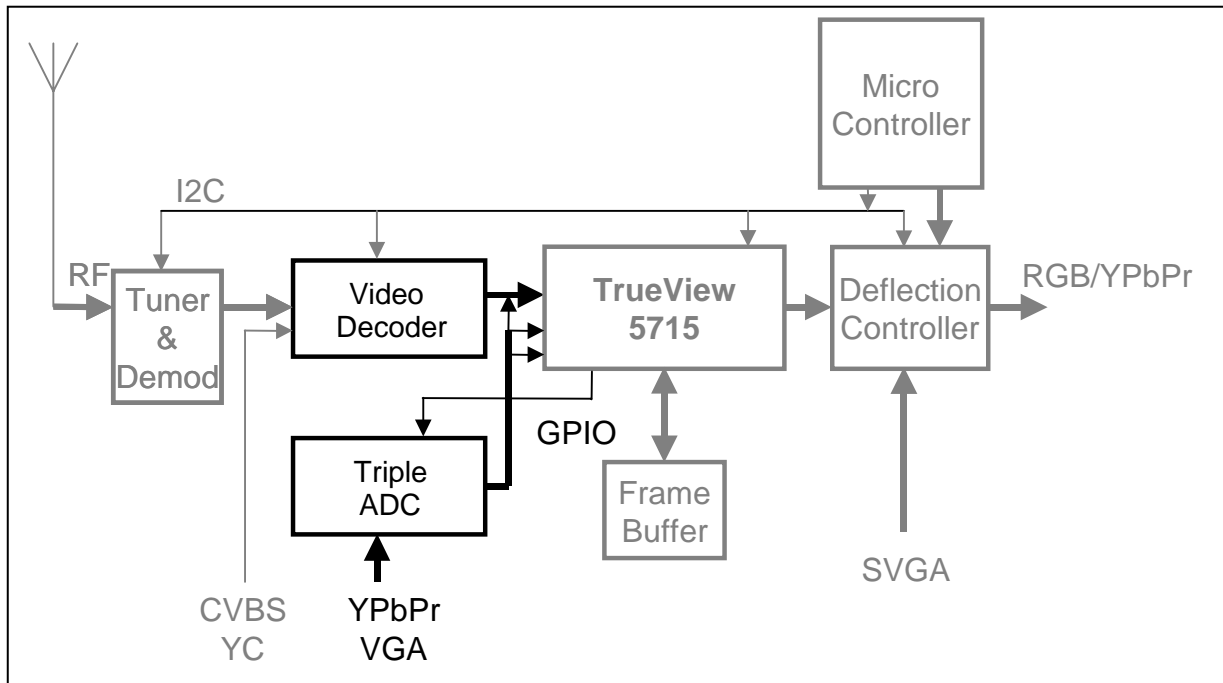 Micro
Controller
I2C
RF
Tuner
&
Demod
Video
Decoder
TrueView
5715
Deflection
Controller
RGB/YPbPr
GPIO
Triple
ADC
Frame
Buffer
SVGA
CVBS
YC
YPbPr
VGA